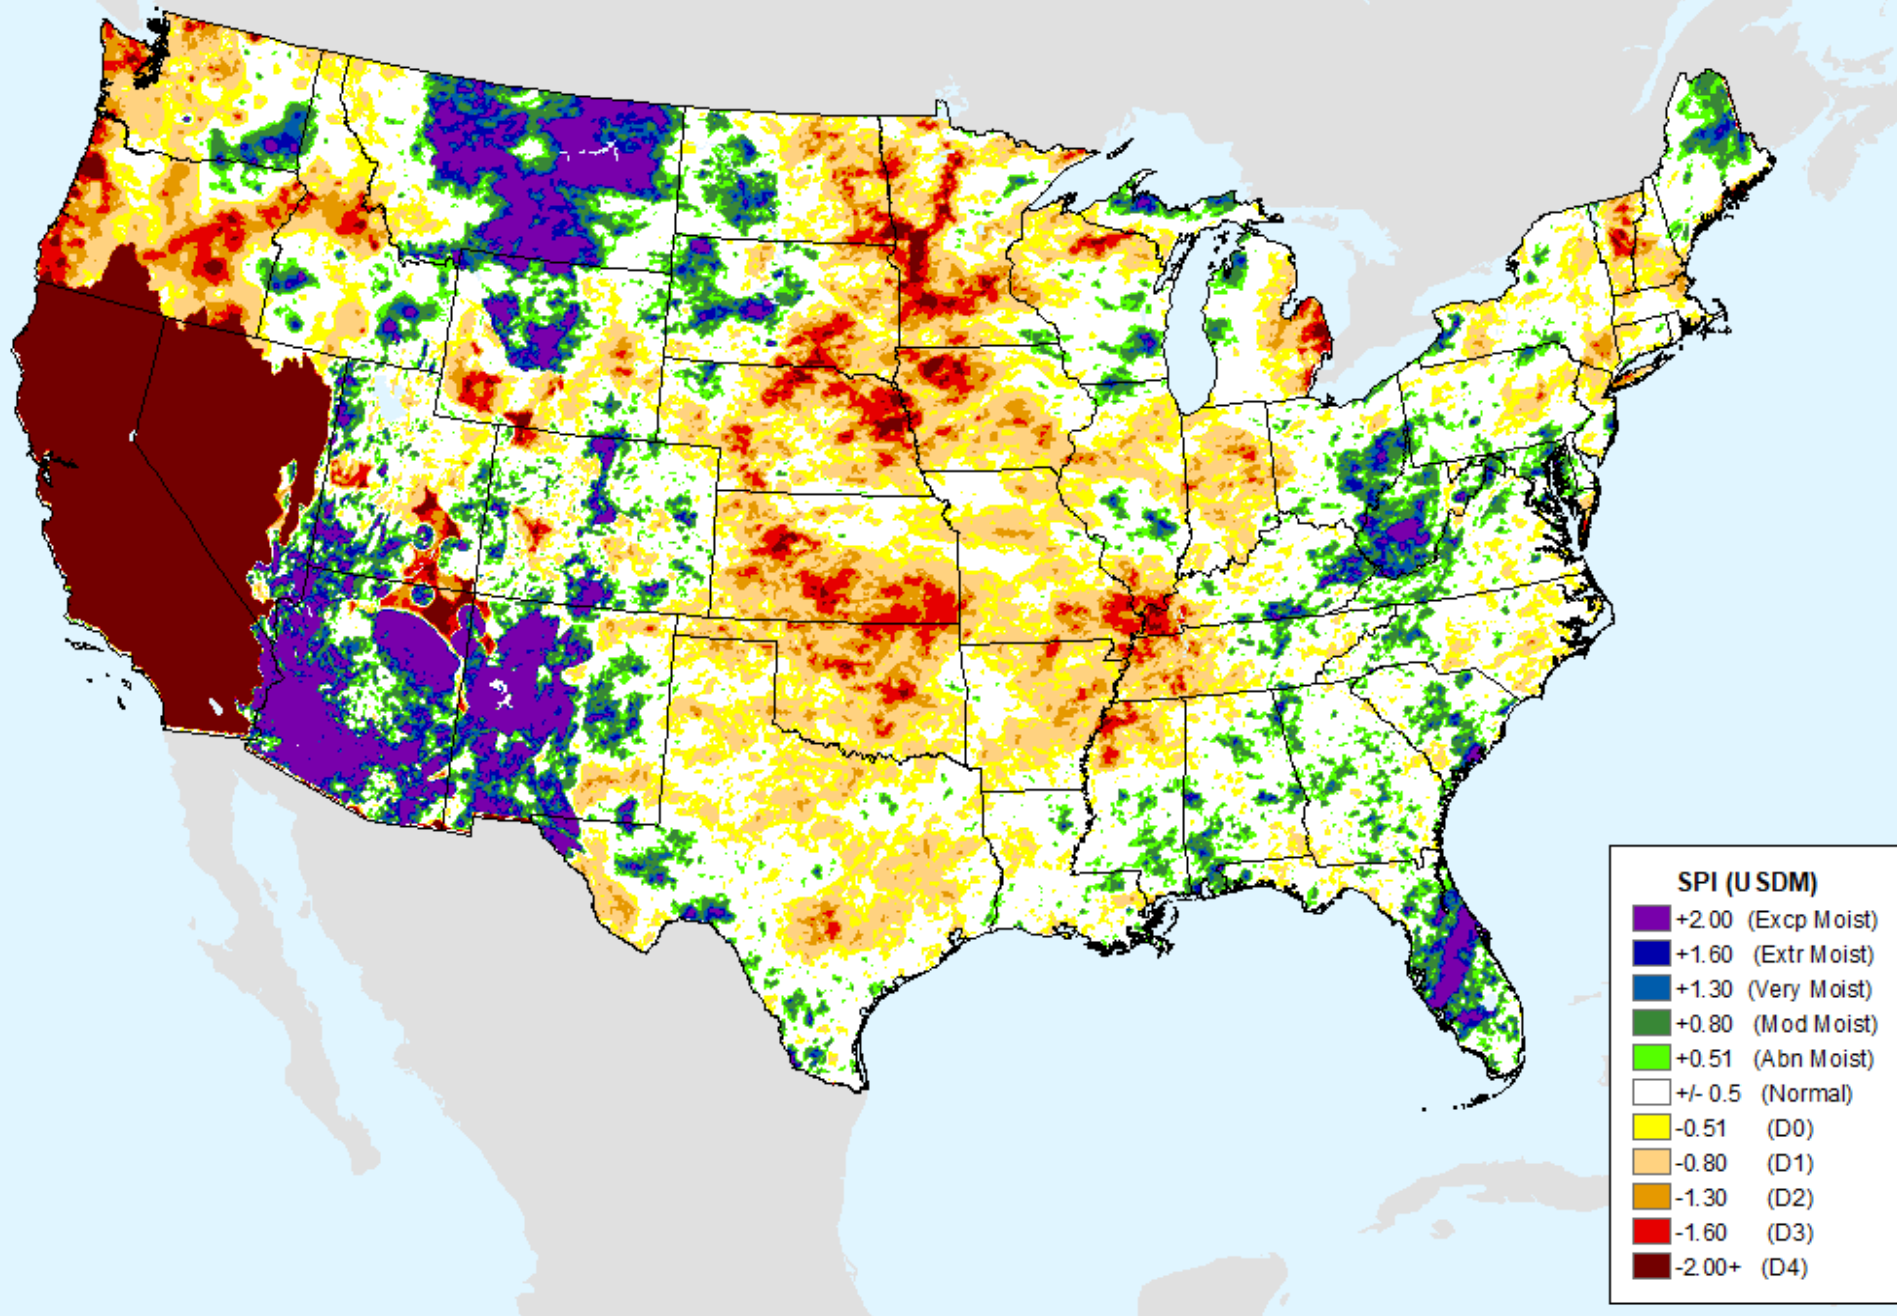 SPI (USDM)
+2.00 (Excp Moist)
+1.60 (Extr Moist)
+1.30 (Very Moist)
+0.80 (Mod Moist)
+0.51 (Abn Moist)
+/- 0.5 (Normal)
-0.51 (D0)
-0.80 (D1)
-1.30 (D2)
-1.60 (D3)
-2.00+ (D4)